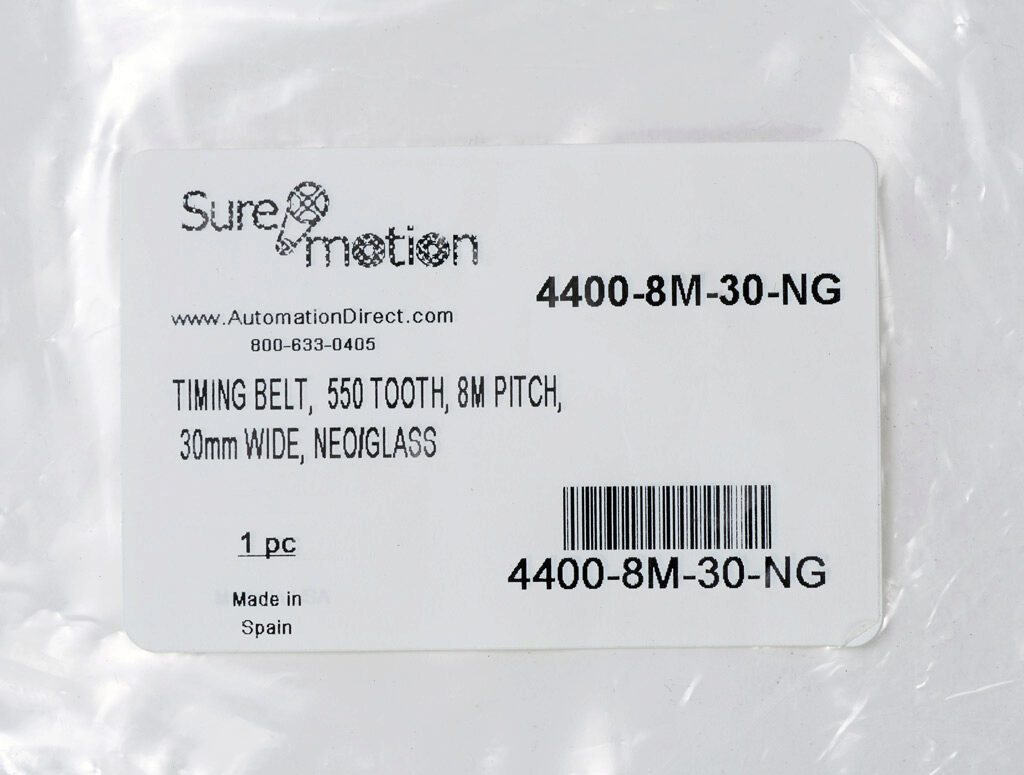 Sure
motion
4400-8M-30-NG
www.AutomationDirect.com
800-633-0405
TIMING BELT, 550 TOOTH, 8M PITCH,
30mm WIDE, NEO/GLASS
1 pc
4400-8M-30-NG
Made in
Spain